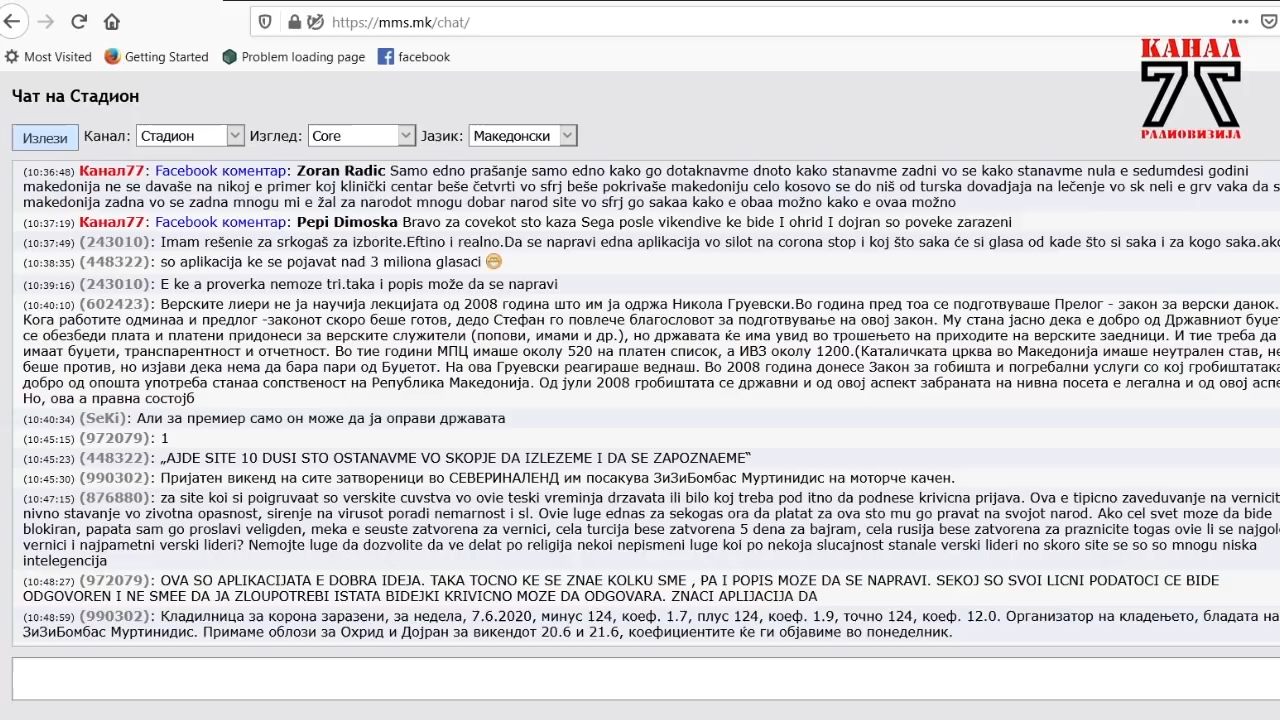 https://mms.mk/chat/
Most Visited Getting Started Problem loading page facebook
КАНАЛ
77
РАДИОВИЗИЈА
Чат на Стадион
Излези Канал: Стадион Изглед: Core Јазик: Македонски
(10:36:48) Канал77: Facebook коментар: Zoran Radic Samo edno prašanje samo edno kako go dotaknavme dnoto kako stanavme zadni vo se kako stanavme nula e sedumdesi godini
makedonija ne se davaše na nikoj e primer koj klinički centar beše četvrti vo sfrj beše pokrivaše makedoniju celo kosovo se do niš od turska dovadjaja na lečenje vo sk neli e grv vaka da s
makedonija zadna vo se zadna mnogu mi e žal za narodot mnogu dobar narod site vo sfrj go sakaa kako e obaa možno kako e ovaa možno
(10:37:19) Канал77: Facebook коментар: Pepi Dimoska Bravo za covekot sto kaza Sega posle vikendive ke bide I Ohrid I Dojran so poveke zarazeni
(10:37:49) (243010): Imam rešenie za srkogaš za izborite.Eftino i realno.Da se napravi edna aplikacija vo silot na corona stop i koj što saka će si glasa od kade što si saka i za kogo saka.ako
(10:38:35) (448322): so aplikacija ke se pojavat nad 3 miliona glasaci 😁
(10:39:16) (243010): E ke a proverka nemoze tri.taka i popis može da se napravi
(10:40:10) (602423): Верските лиери не ја научија лекцијата од 2008 година што им ја одржа Никола Груевски.Во година пред тоа се подготвуваше Прелог - закон за верски данок.
Кога работите одминаа и предлог -законот скоро беше готов, дедо Стефан го повлече благословот за подготвување на овој закон. Му стана јасно дека е добро од Државниот буџет
се обезбеди плата и платени придонеси за верските служители (попови, имами и др.), но државата ќе има увид во трошењето на приходите на верските заедници. И тие треба да
имаат буџети, транспарентност и отчетност. Во тие години МПЦ имаше околу 520 на платен список, а ИВЗ околу 1200.(Каталичката црква во Македонија имаше неутрален став, не
беше против, но изјави дека нема да бара пари од Буџетот. На ова Груевски реагираше веднаш. Во 2008 година донесе Закон за гобишта и погребални услуги со кој гробиштатака
добро од општа употреба станаа сопственост на Република Македонија. Од јули 2008 гробиштата се државни и од овој аспект забраната на нивна посета е легална и од овој аспе
Но, ова а правна состојб
(10:40:34) (SeKi): Али за премиер само он може да ја оправи државата
(10:45:15) (972079): 1
(10:45:23) (448322): „AJDE SITE 10 DUSI STO OSTANAVME VO SKOPJE DA IZLEZEME I DA SE ZAPOZNAEME“
(10:45:30) (990302): Пријатен викенд на сите затвореници во СЕВЕРИНАЛЕНД им посакува ЗиЗиБомбас Муртинидис на моторче качен.
(10:47:15) (876880): za site koi si poigruvaat so verskite cuvstva vo ovie teski vreminja drzavata ili bilo koj treba pod itno da podnese krivicna prijava. Ova e tipicno zaveduvanje na vernicit
nivno stavanje vo zivotna opasnost, sirenje na virusot poradi nemarnost i sl. Ovie luge ednas za sekogas ora da platat za ova sto mu go pravat na svojot narod. Ako cel svet moze da bide
blokiran, papata sam go proslavi veligden, meka e seuste zatvorena za vernici, cela turcija bese zatvorena 5 dena za bajram, cela rusija bese zatvorena za praznicite togas ovie li se najgole
vernici i najpametni verski lideri? Nemojte luge da dozvolite da ve delat po religija nekoi nepismeni luge koi po nekoja slucajnost stanale verski lideri no skoro site se so so mnogu niska
intelegencija
(10:48:27) (972079): OVA SO APLIKACIJATA E DOBRA IDEJA. TAKA TOCNO KE SE ZNAE KOLKU SME , PA I POPIS MOZE DA SE NAPRAVI. SEKOJ SO SVOI LICNI PODATOCI CE BIDE
ODGOVOREN I NE SMEE DA JA ZLOUPOTREBI ISTATA BIDEJKI KRIVICNO MOZE DA ODGOVARA. ZNACI APLIJACIJA DA
(10:48:59) (990302): Кладилница за корона заразени, за недела, 7.6.2020, минус 124, коеф. 1.7, плус 124, коеф. 1.9, точно 124, коеф. 12.0. Организатор на кладењето, бладата на
ЗиЗиБомбас Муртинидис. Примаме облози за Охрид и Дојран за викендот 20.6 и 21.6, коефициентите ќе ги објавиме во понеделник.